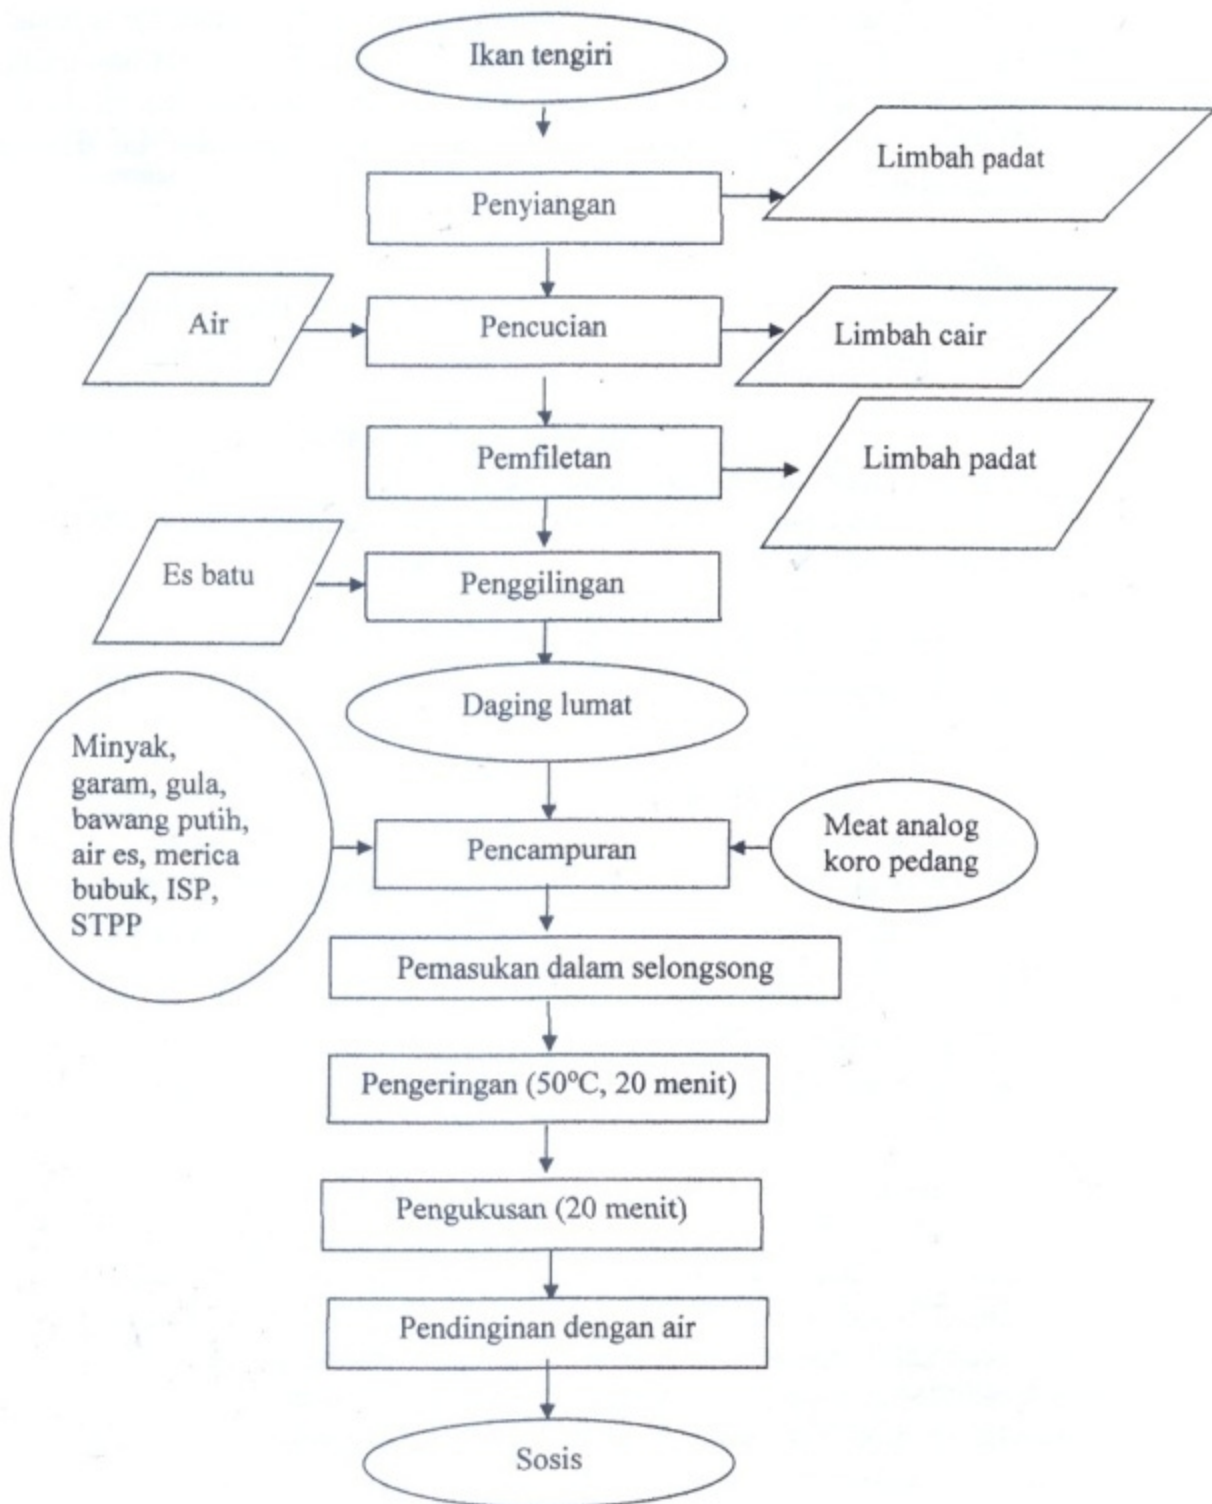 Ikan tengiri
Limbah padat
Penyiangan
Air
Pencucian
Limbah cair
Pemfiletan
Limbah padat
Es batu
Penggilingan
Daging lumat
Minyak,
garam, gula,
bawang putih,
air es, merica
bubuk, ISP,
STPP
Pencampuran
Meat analog
koro pedang
Pemasukan dalam selongsong
Pengeringan (50°C, 20 menit)
Pengukusan (20 menit)
Pendinginan dengan air
Sosis